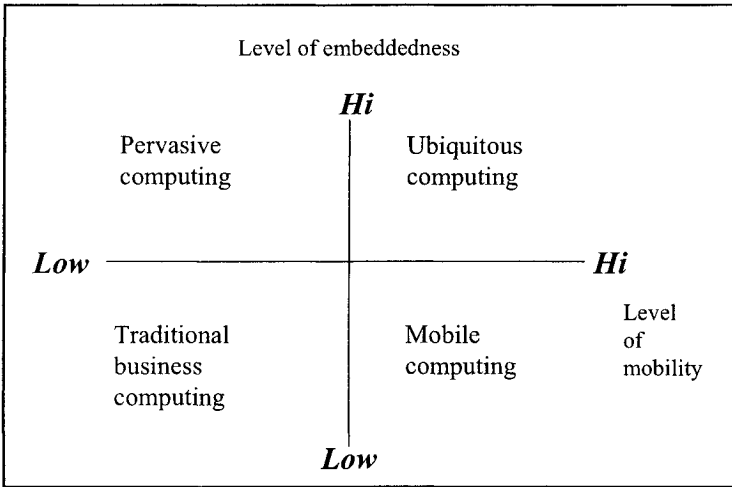 Level of embeddedness
Hi
Pervasive
computing
Ubiquitous
computing
Low
Hi
Traditional
business
computing
Mobile
computing
Level
of
mobility
Low